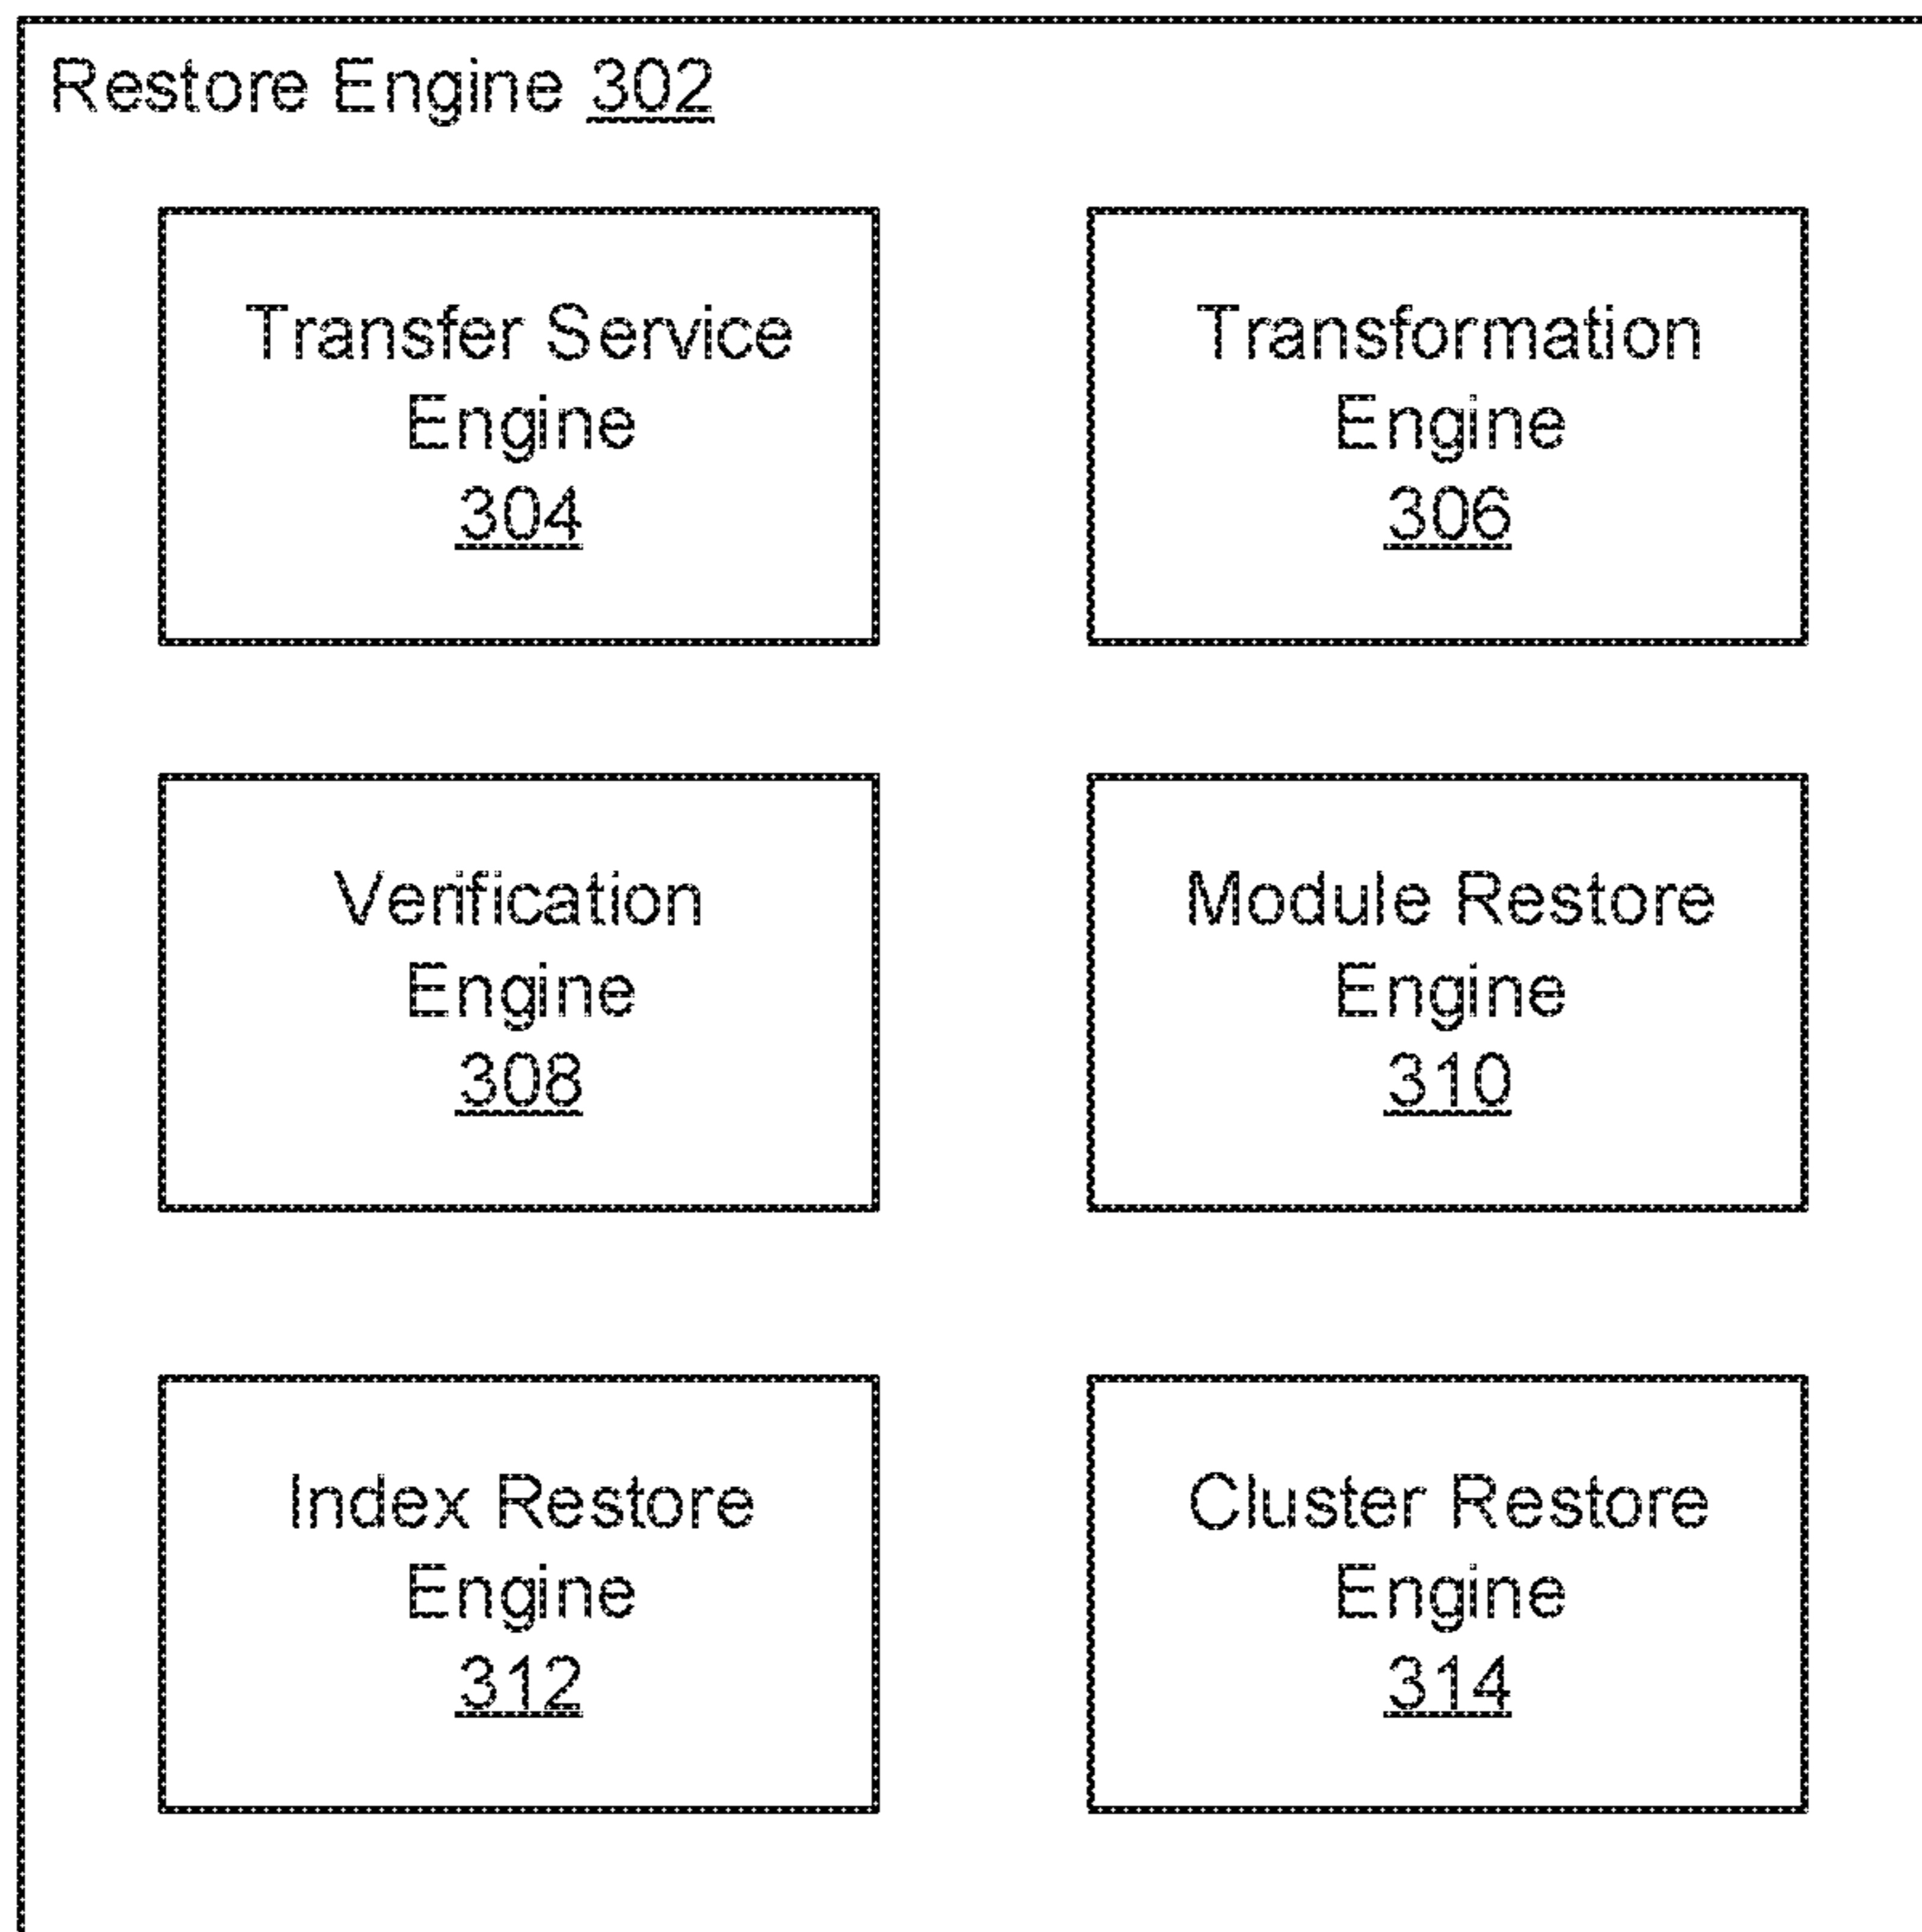 Restore Engine 302
Transfer Service
Engine
304
Transformation
Engine
306
Verification
Engine
308
Module Restore
Engine
310
Index Restore
Engine
312
Cluster Restore
Engine
314